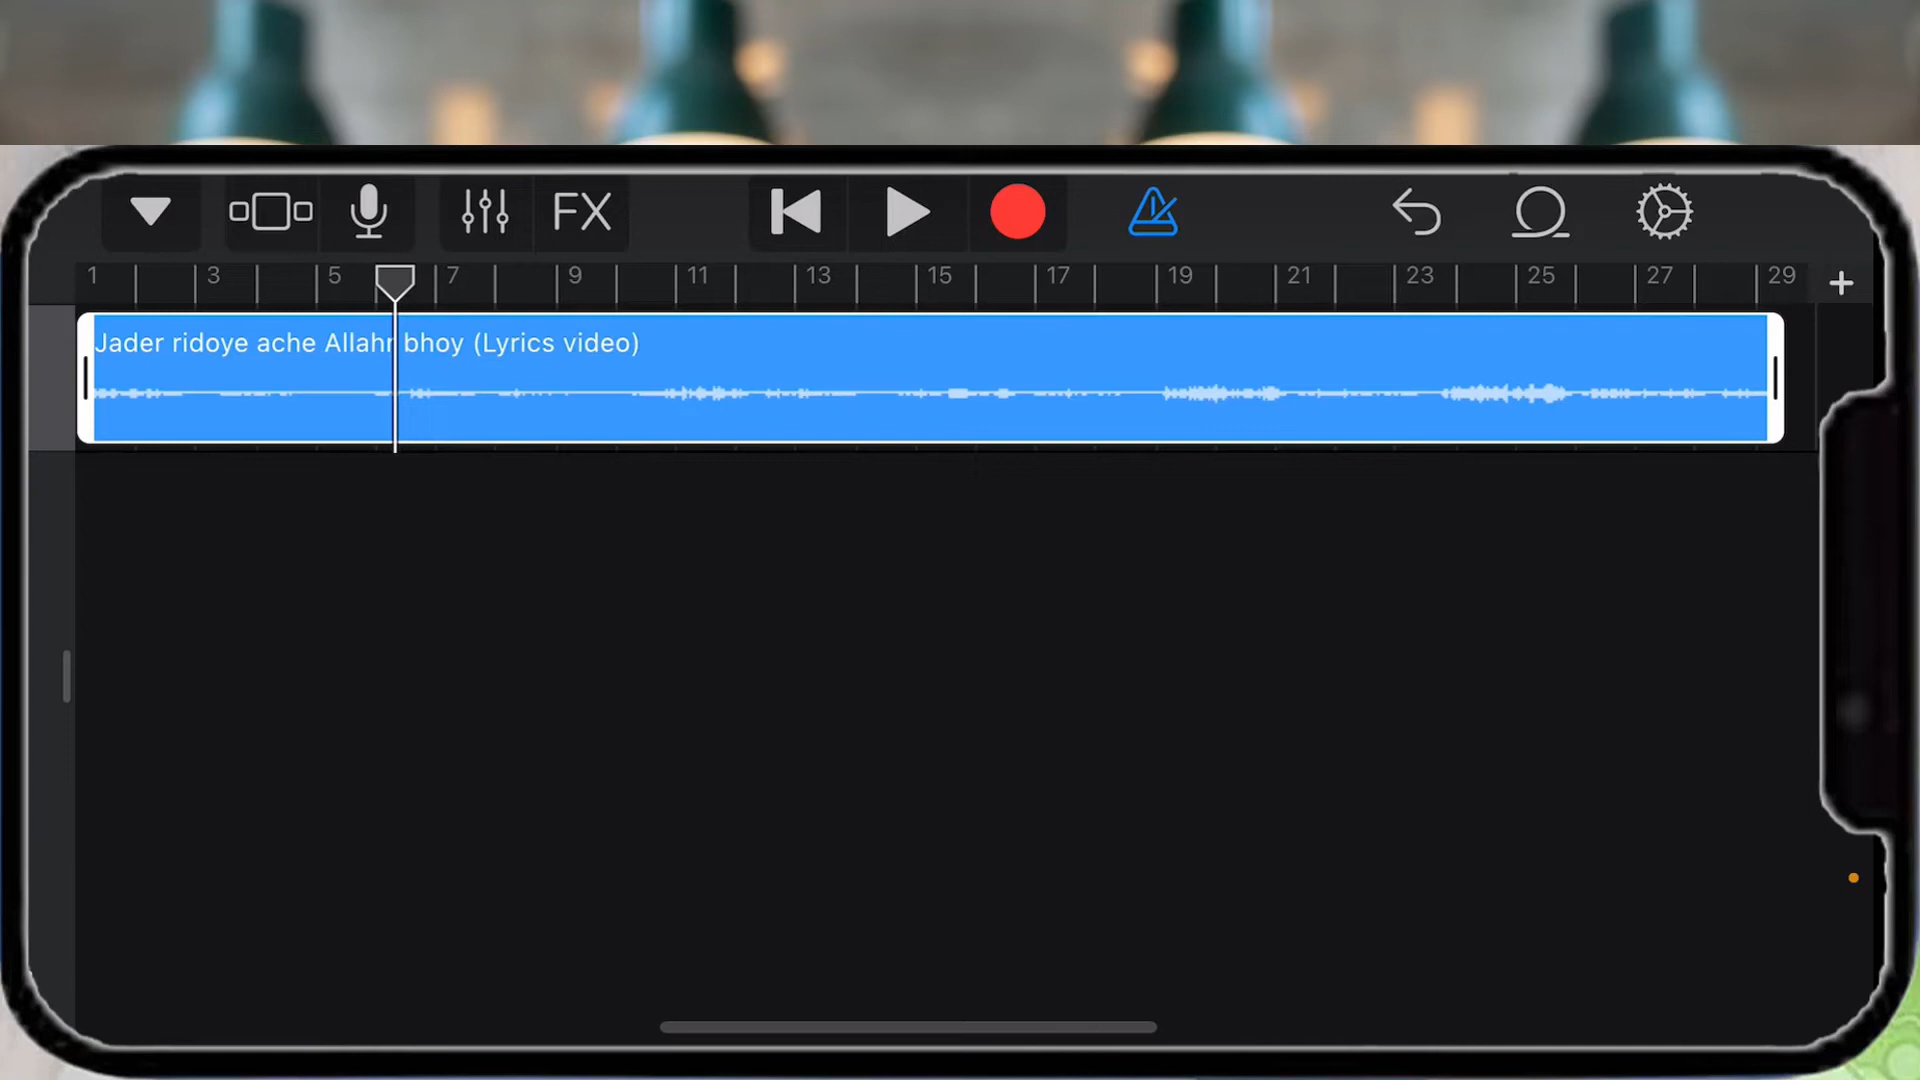 FX
1 3 5 7 9 11 13 15 17 19 21 23 25 27 29 +
Jader ridoye ache Allahr bhoy (Lyrics video)